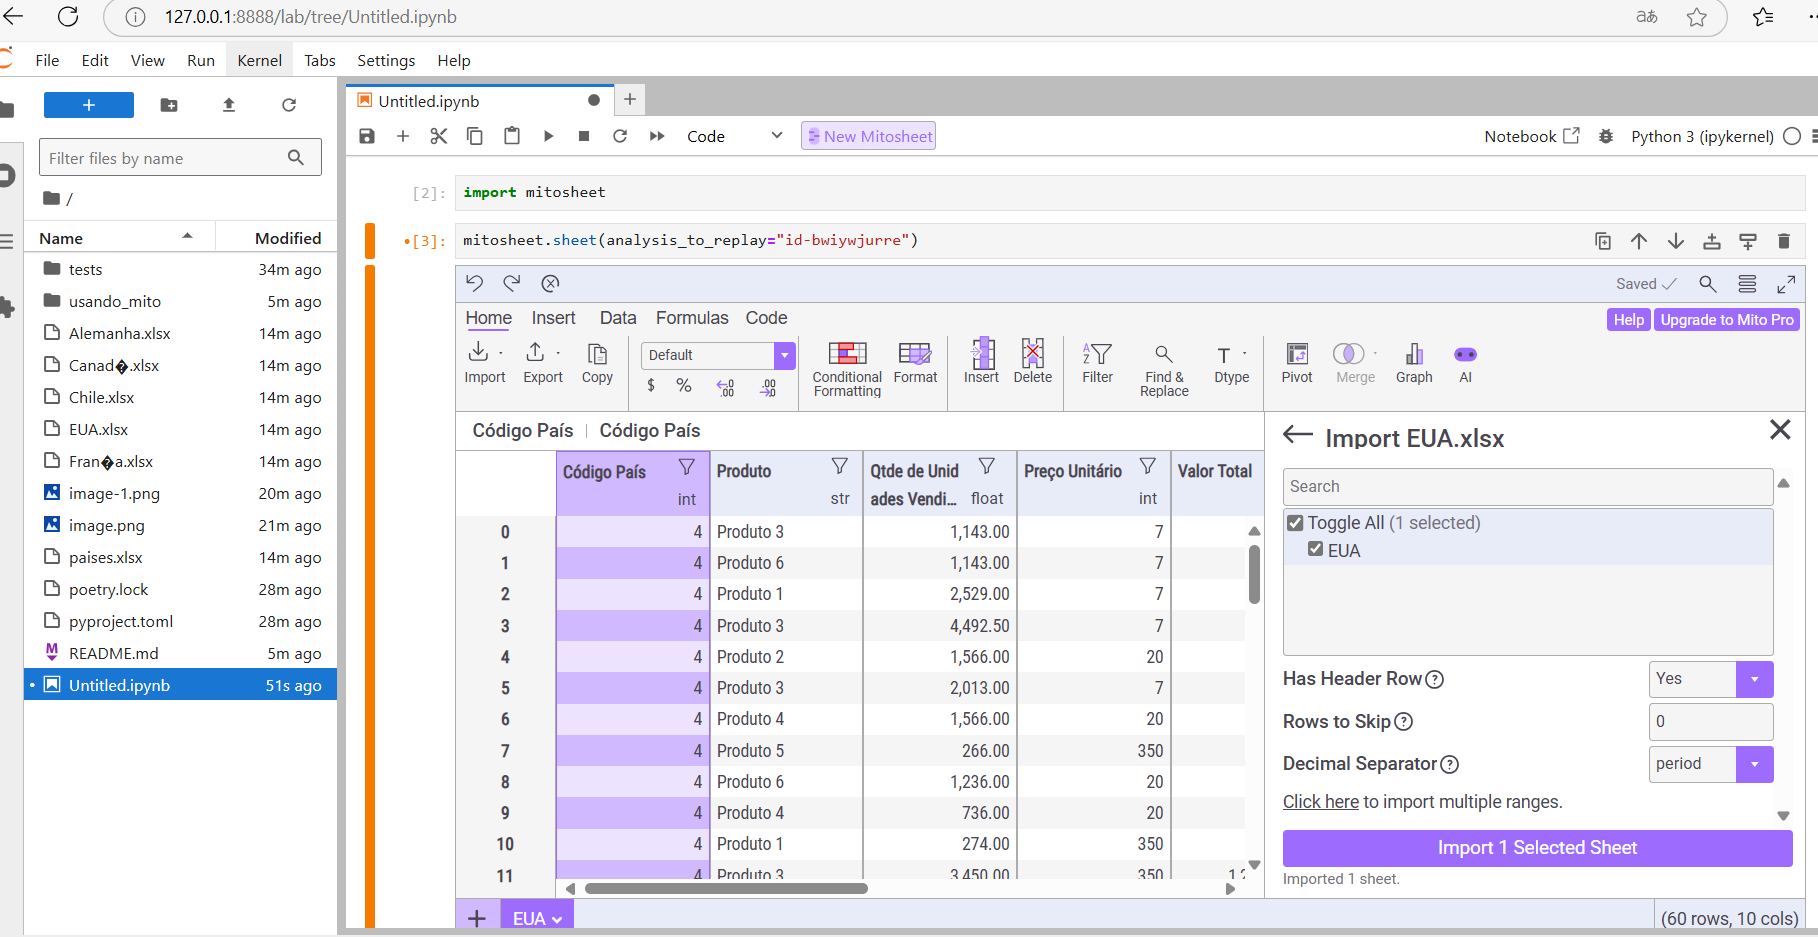 127.0.0.1:8888/lab/tree/Untitled.ipynb
File Edit View Run Kernel Tabs Settings Help
Untitled.ipynb
Code New Mitosheet Notebook Python 3 (ipykernel)
Filter files by name
/
Name Modified
tests 34m ago
usando_mito 5m ago
Alemanha.xlsx 14m ago
Canad�.xlsx 14m ago
Chile.xlsx 14m ago
EUA.xlsx 14m ago
Fran�a.xlsx 14m ago
image-1.png 20m ago
image.png 21m ago
paises.xlsx 14m ago
poetry.lock 28m ago
pyproject.toml 28m ago
README.md 5m ago
Untitled.ipynb 51s ago
[2]: import mitosheet
[3]: mitosheet.sheet(analysis_to_replay="id-bwiywjurre")
Saved
Home Insert Data Formulas Code
Help Upgrade to Mito Pro
Default
$ % .00 .00
Import Export Copy Conditional Formatting Format Insert Delete Filter Find & Replace Dtype Pivot Merge Graph AI
Código País Código País
Código País int Produto str Qtde de Unid ades Vendi... float Preço Unitário int Valor Total
0 4 Produto 3 1,143.00 7
1 4 Produto 6 1,143.00 7
2 4 Produto 1 2,529.00 7
3 4 Produto 3 4,492.50 7
4 4 Produto 2 1,566.00 20
5 4 Produto 3 2,013.00 7
6 4 Produto 4 1,566.00 20
7 4 Produto 5 266.00 350
8 4 Produto 6 1,236.00 20
9 4 Produto 4 736.00 20
10 4 Produto 1 274.00 350
11 4 Produto 3 3,450.00 350
EUA
(60 rows, 10 cols)
Import EUA.xlsx
Search
Toggle All (1 selected)
EUA
Has Header Row Yes
Rows to Skip 0
Decimal Separator period
Click here to import multiple ranges.
Import 1 Selected Sheet
Imported 1 sheet.